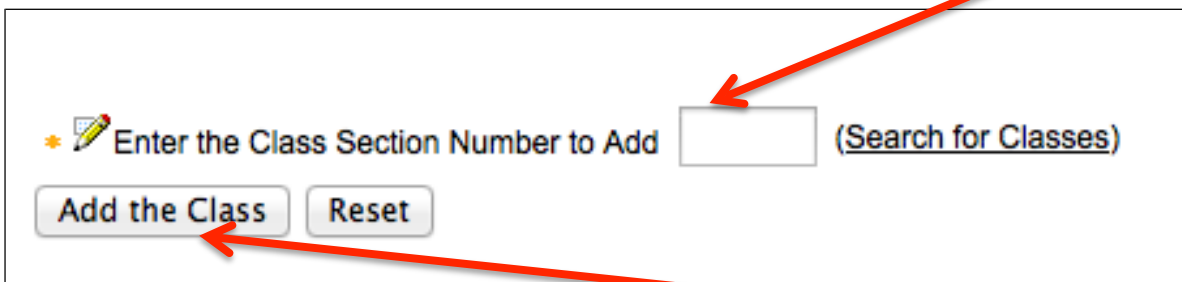 * Enter the Class Section Number to Add (Search for Classes)
Add the Class Reset